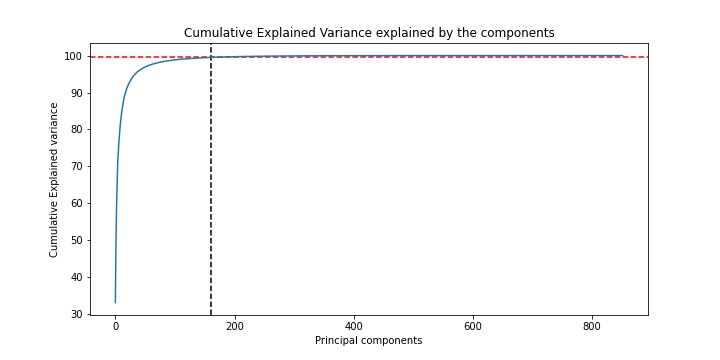 Cumulative Explained Variance explained by the components
Cumulative Explained variance
100
90
80
70
60
50
40
30
0 200 400 600 800
Principal components